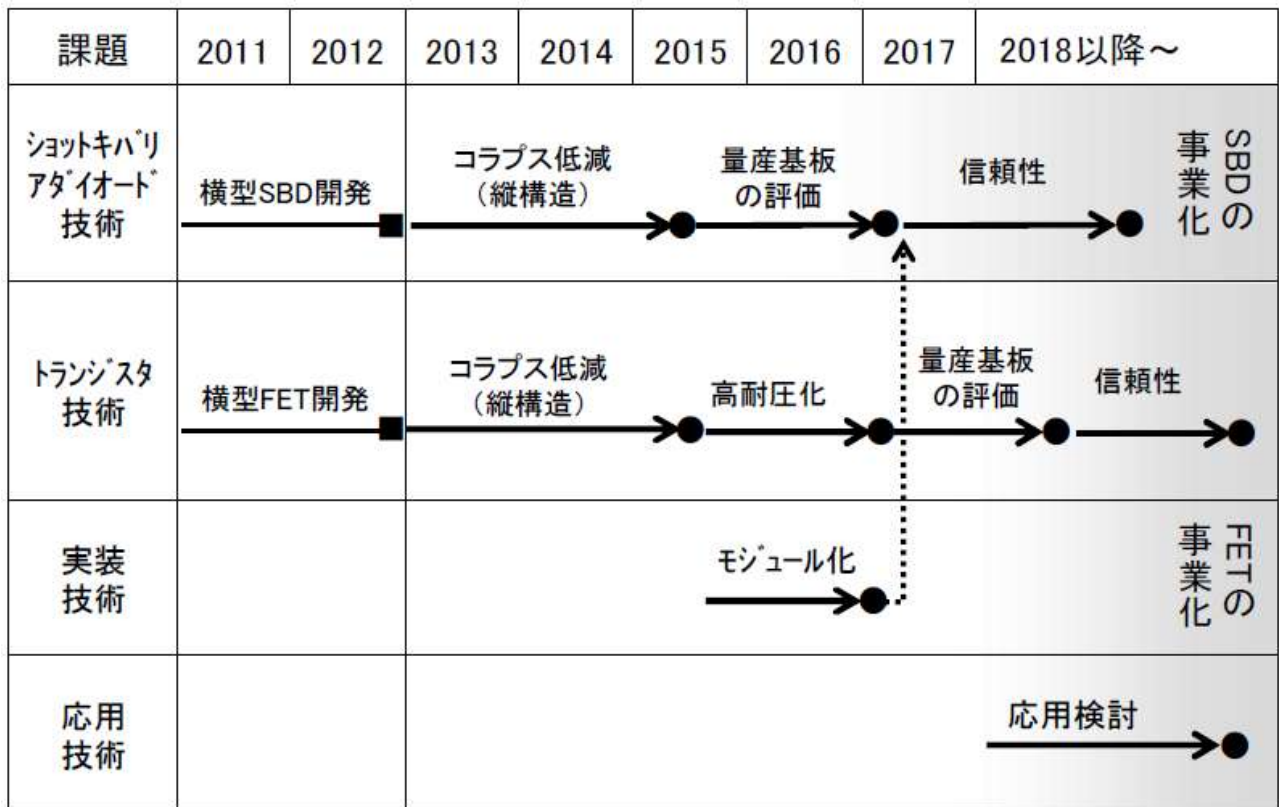 課題
2011
2012
2013
2014
2015
2016
2017
2018以降～
ショットキバリ
アダイオード
技術
横型SBD開発
コラプス低減
（縦構造）
量産基板
の評価
信頼性
SBDの
事業化
トランジスタ
技術
横型FET開発
コラプス低減
（縦構造）
高耐圧化
量産基板
の評価
信頼性
実装
技術
モジュール化
FETの
事業化
応用
技術
応用検討